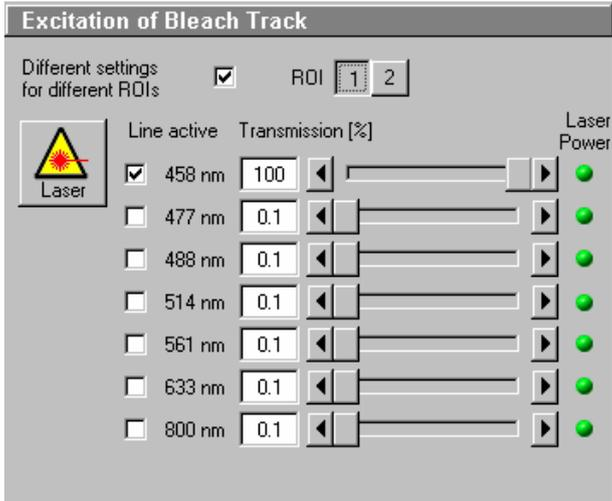 Excitation of Bleach Track
Different settings
for different ROIs
ROI 1 2
Laser
Power
Line active Transmission [%]
Laser
458 nm 100
477 nm 0.1
488 nm 0.1
514 nm 0.1
561 nm 0.1
633 nm 0.1
800 nm 0.1